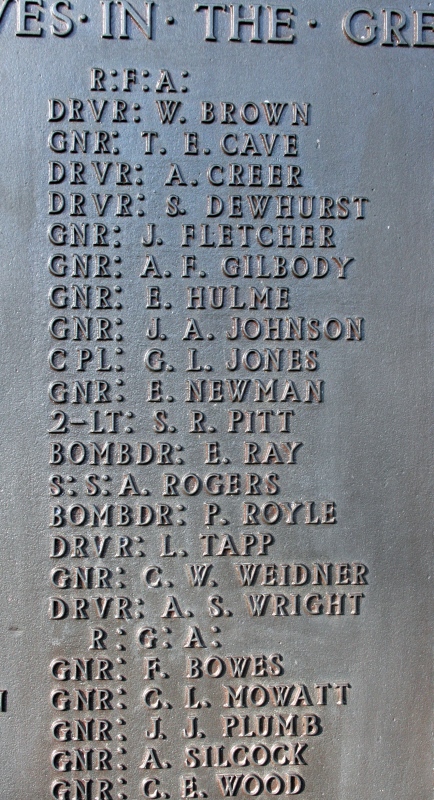 IN · THE ·
R:F:A:
DRVR: W. BROWN
GNR: T. E. CAVE
DRVR: A. CREER
DRVR: S. DEWHURST
GNR: J. FLETCHER
GNR: A. F. GILBODY
GNR: E. HULME
GNR: J. A. JOHNSON
CPL: G. L. JONES
GNR: E. NEWMAN
2-LT: S. R. PITT
BOMBDR: E. RAY
S:S: A. ROGERS
BOMBDR: P. ROYLE
DRVR: L. TAPP
GNR: C. W. WEIDNER
DRVR: A. S. WRIGHT
R:G:A:
GNR: F. BOWES
GNR: C. L. MOWATT
GNR: J. J. PLUMB
GNR: A. SILCOCK
GNR: C. E. WOOD